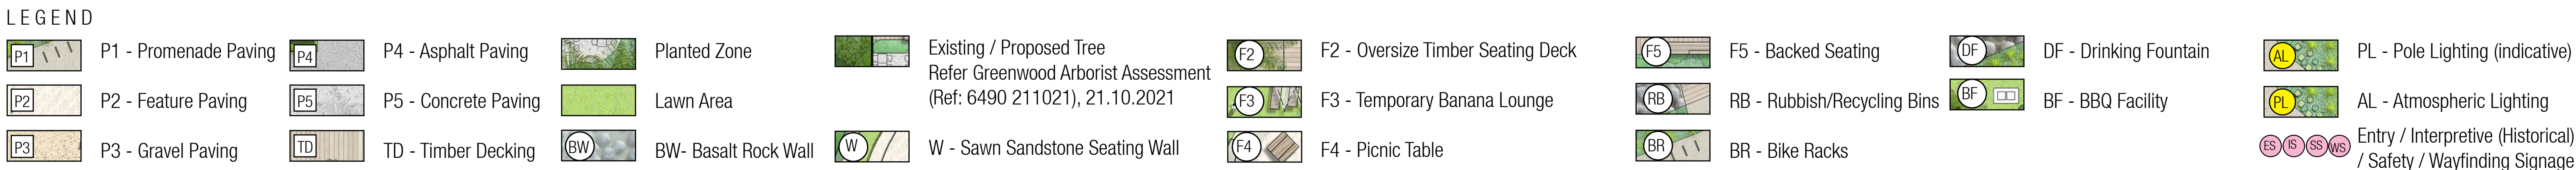 LEGEND
P1 P1 - Promenade Paving
P2 P2 - Feature Paving
P3 P3 - Gravel Paving
P4 P4 - Asphalt Paving
P5 P5 - Concrete Paving
TD TD - Timber Decking
Planted Zone
Lawn Area
BW BW- Basalt Rock Wall
Existing / Proposed Tree
Refer Greenwood Arborist Assessment
(Ref: 6490 211021), 21.10.2021
W W - Sawn Sandstone Seating Wall
F2 F2 - Oversize Timber Seating Deck
F3 F3 - Temporary Banana Lounge
F4 F4 - Picnic Table
F5 F5 - Backed Seating
RB RB - Rubbish/Recycling Bins
BR BR - Bike Racks
DF DF - Drinking Fountain
BF BF - BBQ Facility
AL PL - Pole Lighting (indicative)
PL AL - Atmospheric Lighting
ES IS SS WS Entry / Interpretive (Historical)
/ Safety / Wayfinding Signage